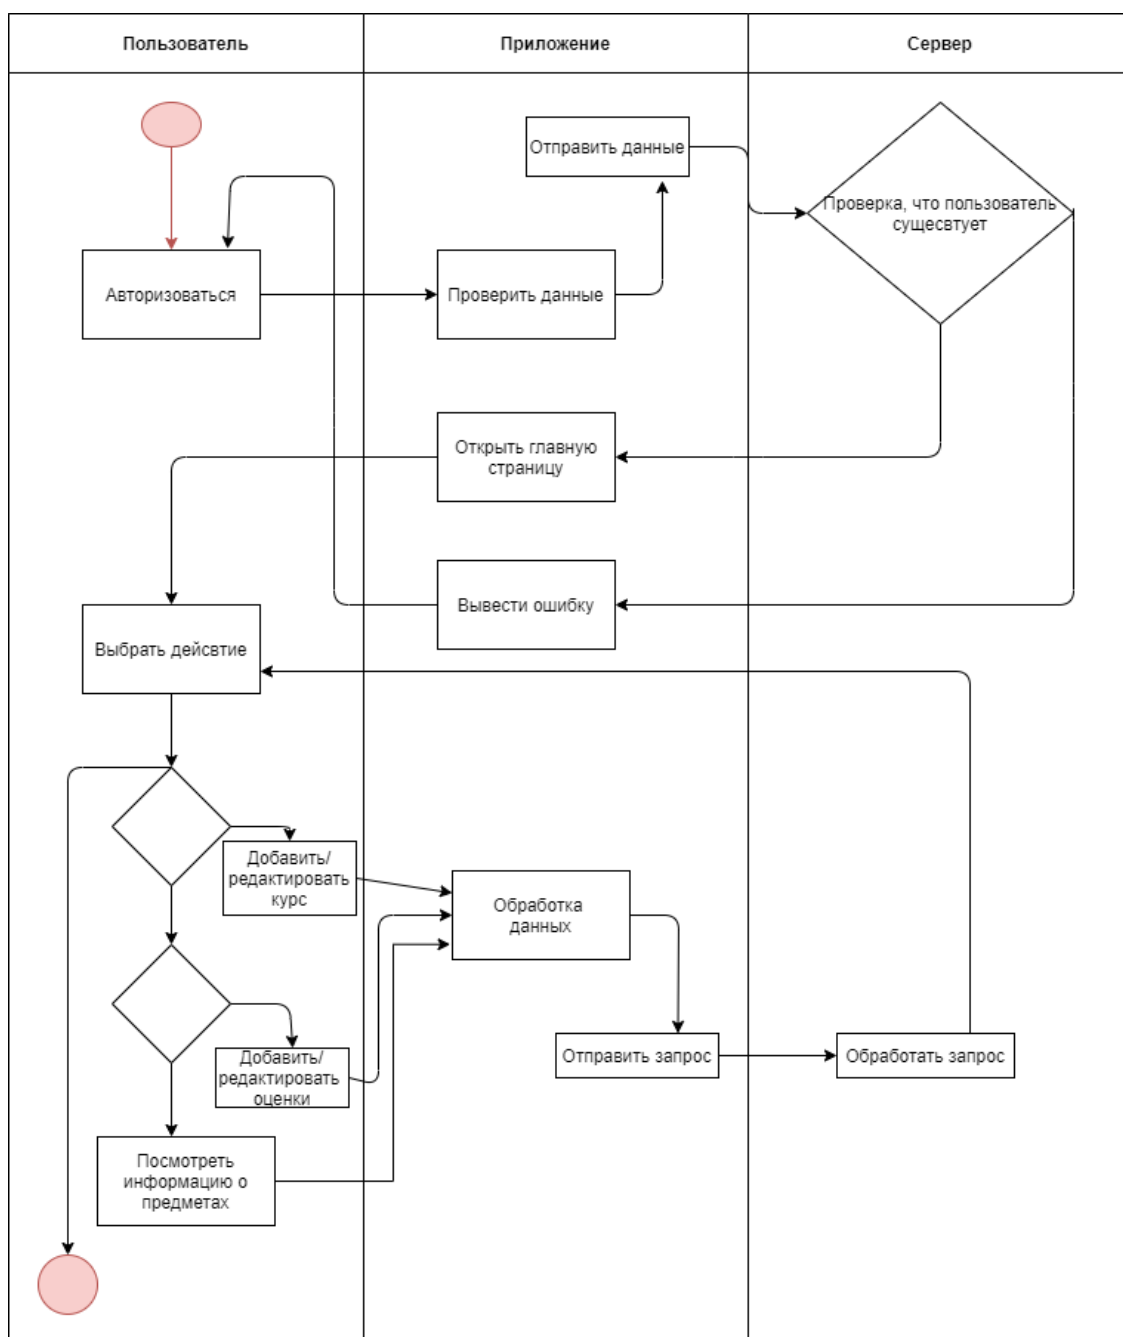 Пользователь
Приложение
Сервер
Отправить данные
Проверка, что пользователь
сущесвтует
Авторизоваться
Проверить данные
Открыть главную
страницу
Вывести ошибку
Выбрать дейсвтие
Добавить/
редактировать
курс
Обработка
данных
Отправить запрос
Обработать запрос
Добавить/
редактировать
оценки
Посмотреть
информацию о
предметах